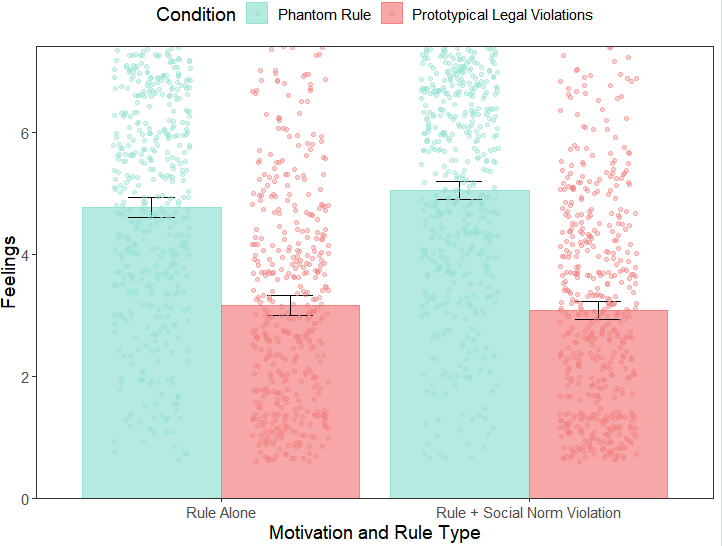 Condition Phantom Rule Prototypical Legal Violations
6
4
2
0
Feelings
Rule Alone Rule + Social Norm Violation
Motivation and Rule Type